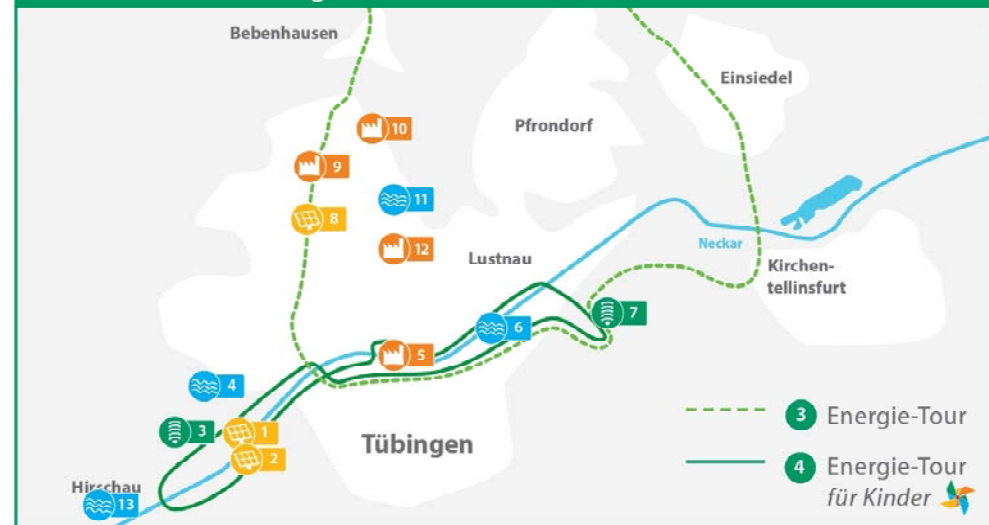 Bebenhausen
Einsiedel
Pfrondorf
10
9
11
8
12
Neckar
Lustnau
Kirchen-
tellinsfurt
7
6
5
4
3
1
2
Tübingen
Hirschau
13
3 Energie-Tour
4 Energie-Tour
für Kinder